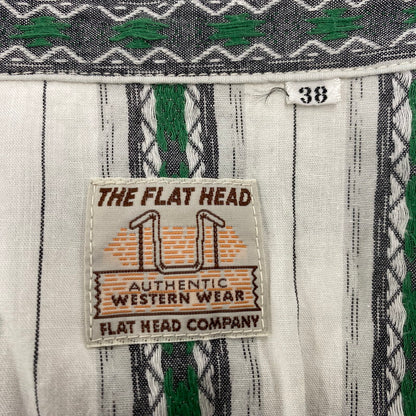 38
THE FLAT HEAD
AUTHENTIC
WESTERN WEAR
FLAT HEAD COMPANY